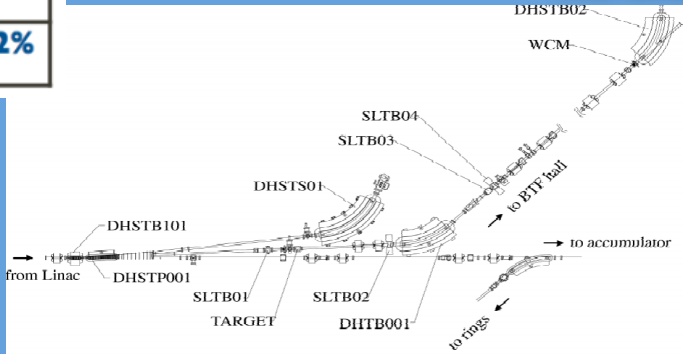 2%
DHSTB02
WCM
SLTB04
SLTB03
to BTF hall
DHSTS01
DHSTB101
to accumulator
from Linac
DHSTP001
SLTB01
SLTB02
TARGET
DHTB001
to rings